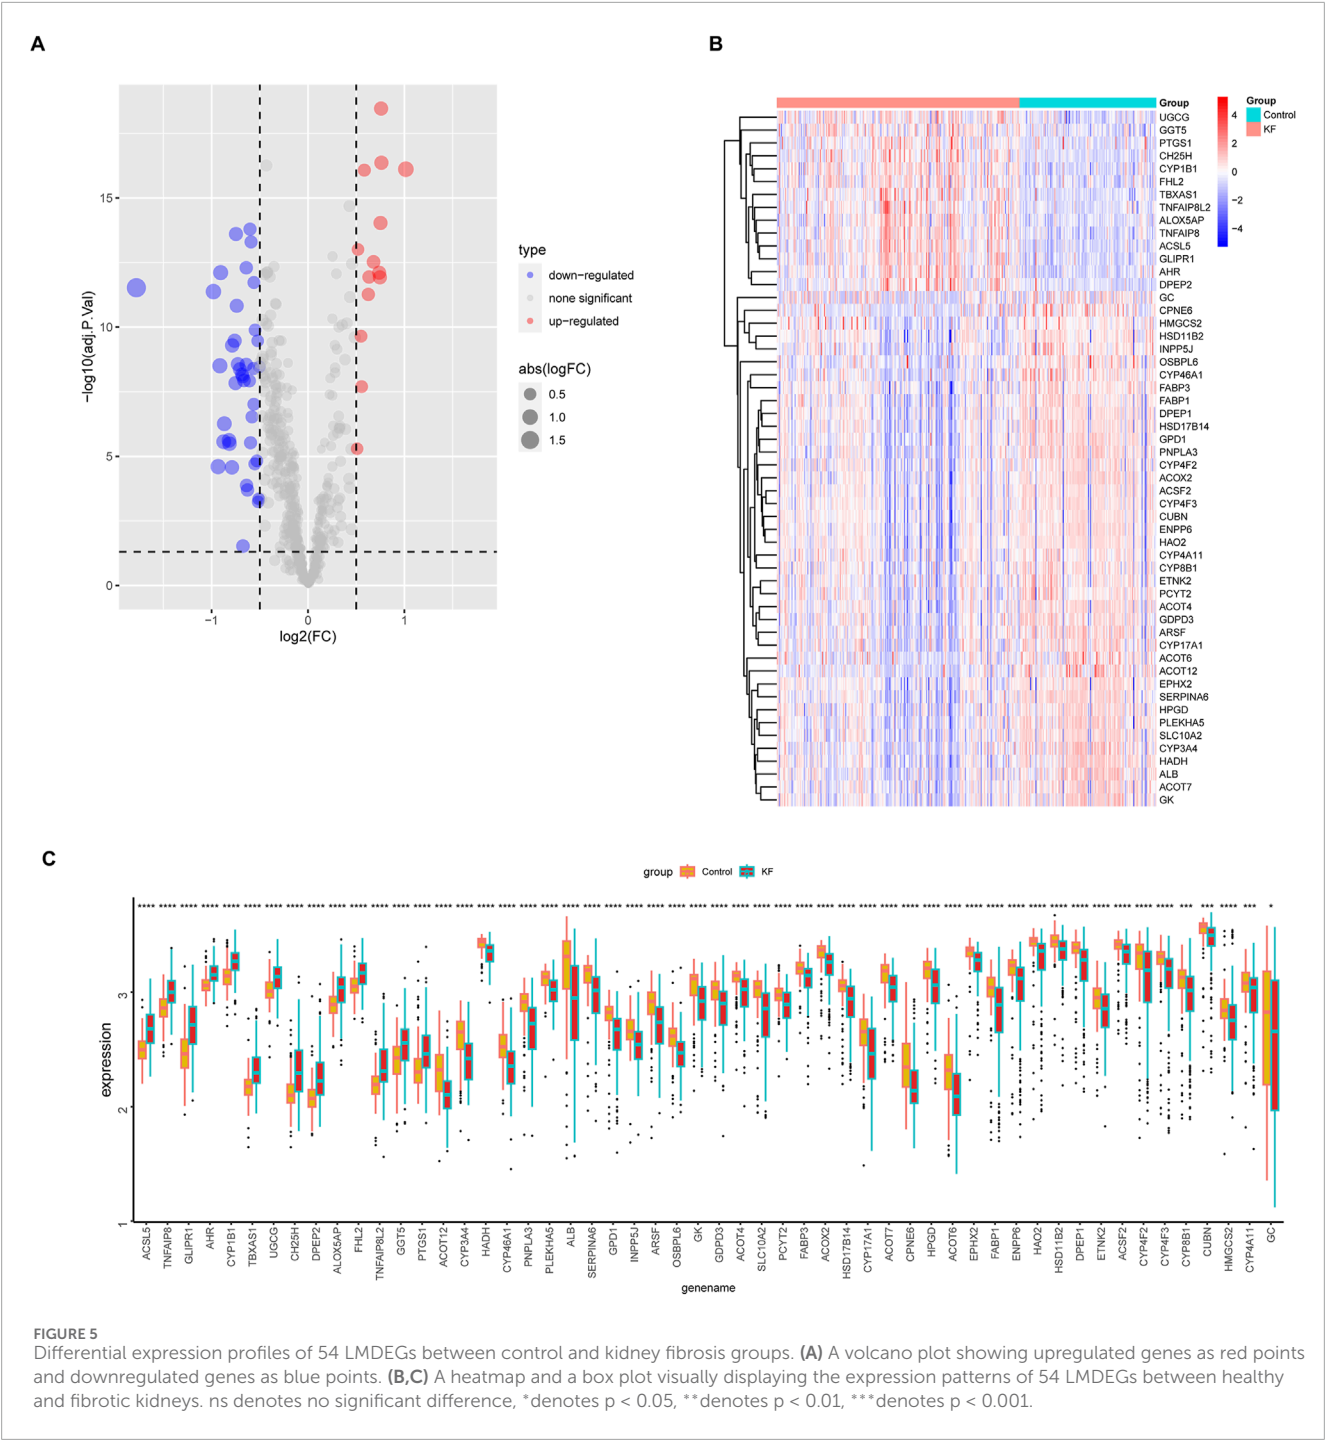 A
−log10(adj.P.Val)
15
10
5
0
−1
0
1
log2(FC)
type
down−regulated
none significant
up−regulated
abs(logFC)
0.5
1.0
1.5
B
Group
UGCG
GGT5
PTGS1
CH25H
CYP1B1
FHL2
TBXAS1
TNFAIP8L2
ALOX5AP
TNFAIP8
ACSL5
GLIPR1
AHR
DPEP2
GC
CPNE6
HMGCS2
HSD11B2
INPP5J
OSBPL6
CYP46A1
FABP3
FABP1
DPEP1
HSD17B14
GPD1
PNPLA3
CYP4F2
ACOX2
ACSF2
CYP4F3
CUBN
ENPP6
HAO2
CYP4A11
CYP8B1
ETNK2
PCYT2
ACOT4
GDPD3
ARSF
CYP17A1
ACOT6
ACOT12
EPHX2
SERPINA6
HPGD
PLEKHA5
SLC10A2
CYP3A4
HADH
ALB
ACOT7
GK
4
2
0
−2
−4
Group
Control
KF
C
group Control KF
**** **** **** **** **** **** **** **** **** **** **** **** **** **** **** **** **** **** **** **** **** **** **** **** **** **** **** **** **** **** **** **** **** **** **** **** **** **** **** **** **** **** **** **** **** **** **** **** *** *** **** *** *
expression
3
2
1
ACSL5
TNFAIP8
GLIPR1
AHR
CYP1B1
TBXAS1
UGCG
CH25H
DPEP2
ALOX5AP
FHL2
TNFAIP8L2
GGT5
PTGS1
ACOT12
CYP3A4
HADH
CYP46A1
PNPLA3
PLEKHA5
ALB
SERPINA6
GPD1
INPP5J
ARSF
OSBPL6
GK
GDPD3
ACOT4
SLC10A2
PCYT2
FABP3
ACOX2
HSD17B14
CYP17A1
ACOT7
CPNE6
HPGD
ACOT6
EPHX2
FABP1
ENPP6
HAO2
HSD11B2
DPEP1
ETNK2
ACSF2
CYP4F2
CYP4F3
CYP8B1
CUBN
HMGCS2
CYP4A11
GC
genename
FIGURE 5
Differential expression profiles of 54 LMDEGs between control and kidney fibrosis groups. (A) A volcano plot showing upregulated genes as red points
and downregulated genes as blue points. (B,C) A heatmap and a box plot visually displaying the expression patterns of 54 LMDEGs between healthy
and fibrotic kidneys. ns denotes no significant difference, *denotes p < 0.05, **denotes p < 0.01, ***denotes p < 0.001.